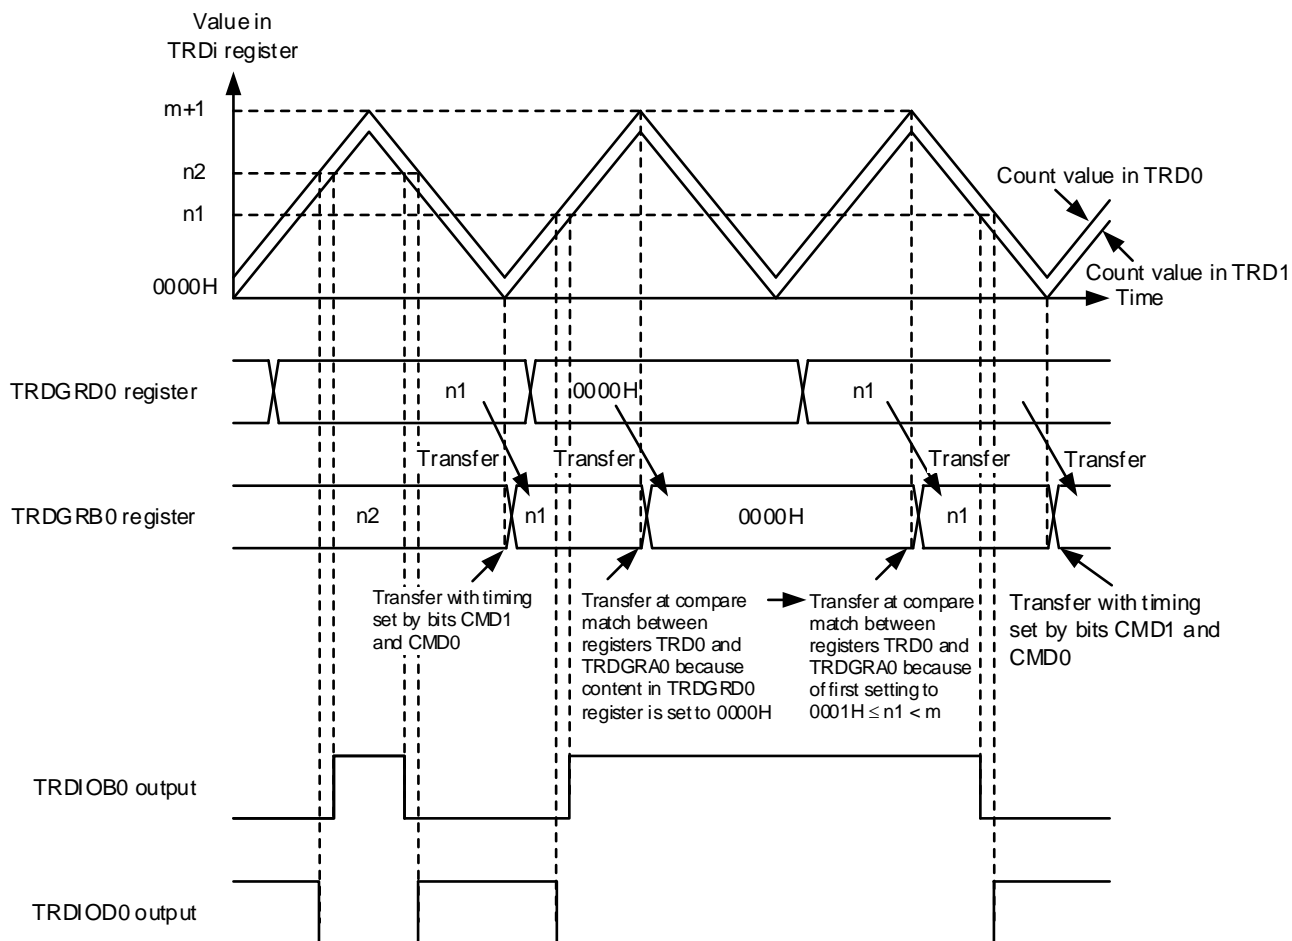 Value in
TRDi register
m+1
n2
n1
0000H
Count value in TRD0
Count value in TRD1
Time
TRDGRD0 register
n1
0000H
n1
Transfer
Transfer
Transfer
Transfer
TRDGRB0 register
n2
n1
0000H
n1
Transfer with timing
set by bits CMD1
and CMD0
Transfer at compare
match between
registers TRD0 and
TRDGRA0 because
content in TRDGRD0
register is set to 0000H
Transfer at compare
match between
registers TRD0 and
TRDGRA0 because
of first setting to
0001H ≤ n1 < m
Transfer with timing
set by bits CMD1 and
CMD0
TRDIOB0 output
TRDIOD0 output